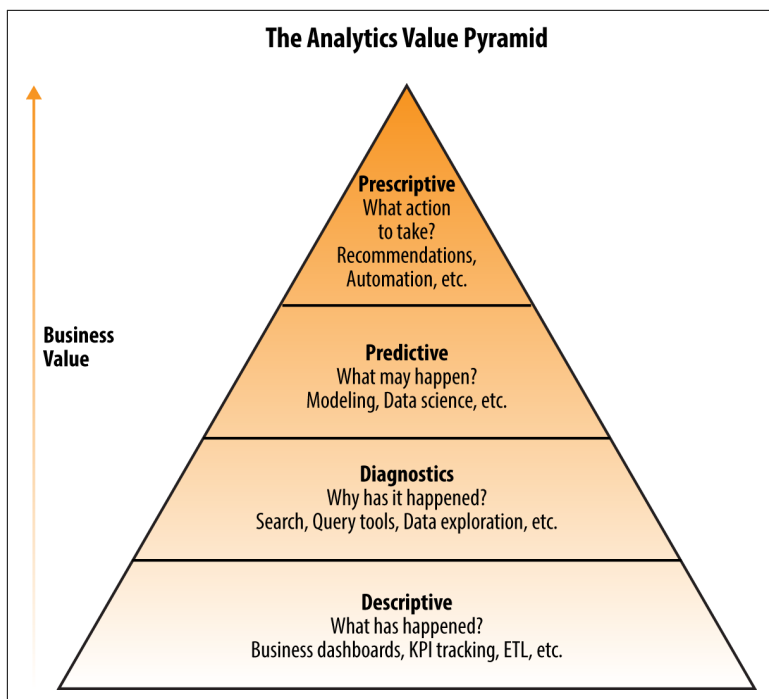 The Analytics Value Pyramid
Prescriptive
What action
to take?
Recommendations,
Automation, etc.
Business
Value
Predictive
What may happen?
Modeling, Data science, etc.
Diagnostics
Why has it happened?
Search, Query tools, Data exploration, etc.
Descriptive
What has happened?
Business dashboards, KPI tracking, ETL, etc.